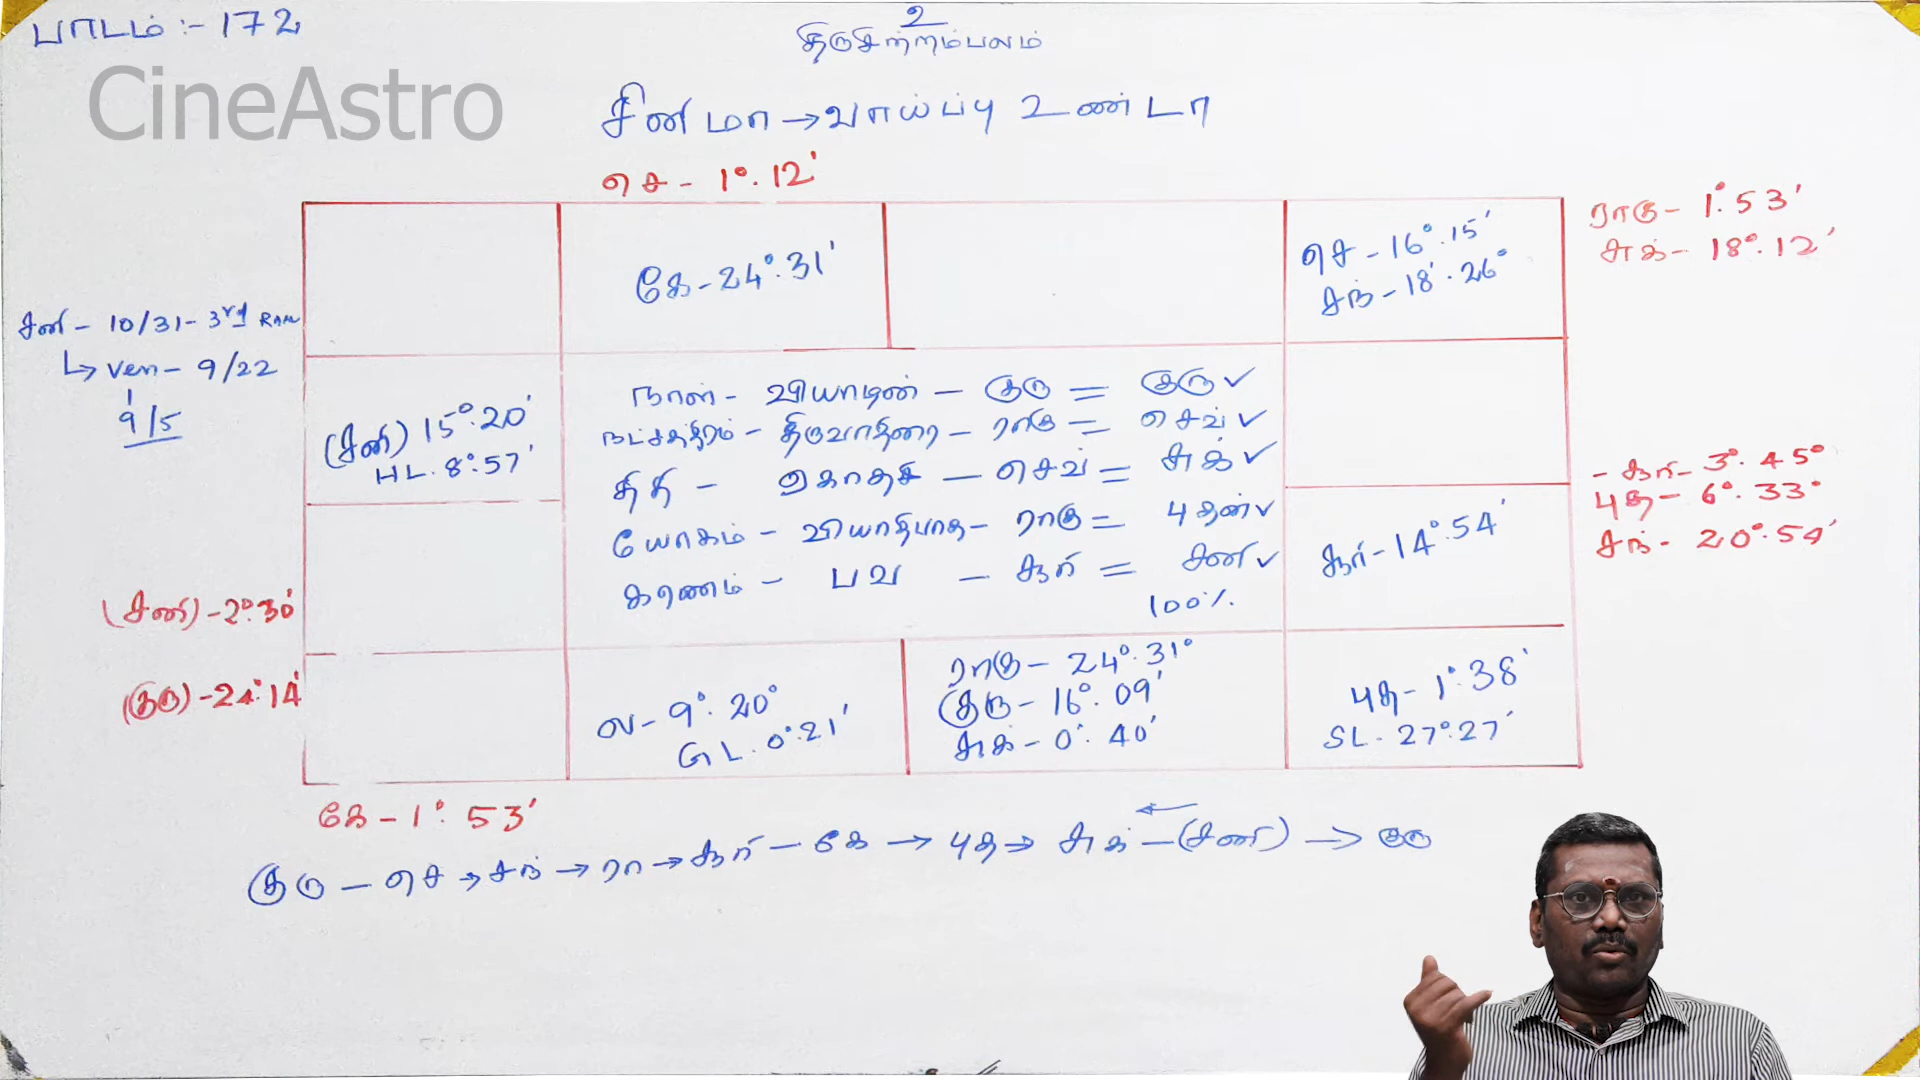 பாடம் :- 172
உ
திருசிற்றம்பலம்
CineAstro
சினிமா → வாய்ப்பு உண்டா
செ - 1°. 12'
ராகு - 1°. 53'
சுக் - 18°. 12'
கே - 24°. 31'
செ - 16°. 15'
சந் - 18'. 26°
சனி - 10/31 - 3rd
↳ Ven - 9/22
9/5
(சனி) 15°. 20'
HL. 8°: 57'
நாள் - வியாழன் - குரு = குரு ✓
நட்சத்திரம் - திருவாதிரை - ராகு = செவ் ✓
திதி - ஏகாதசி - செவ் = சுக் ✓
யோகம் - வியாதிபாத - ராகு = புதன் ✓
கரணம் - பவ - சூரி = சனி ✓
100%.
- சூரி - 3°. 45°
புத - 6°. 33°
சந் - 20°. 54'
சூரி - 14°. 54'
(சனி) - 2°. 30'
(குரு) - 24°. 14'
ல - 9°. 20°
GL. 0°. 21'
ராகு - 24°. 31°
குரு - 16°. 09'
சுக் - 0°. 40'
புத - 1°. 38'
SL. 27°. 27'
கே - 1°. 53'
குரு - செ → சந் → ரா → சூரி - கே → புத → சுக் - (சனி) → குரு